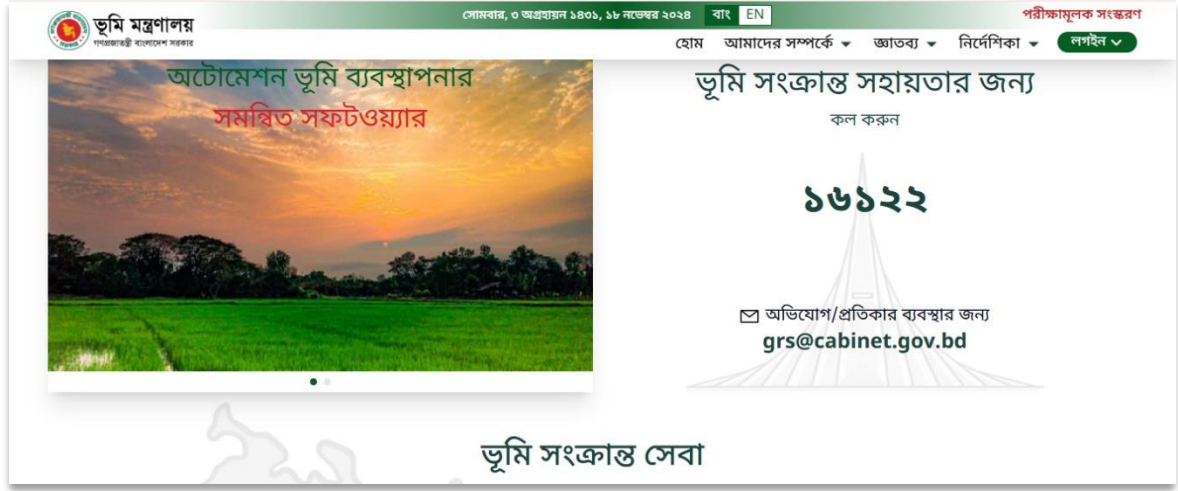 ভূমি মন্ত্রণালয়
গণপ্রজাতন্ত্রী বাংলাদেশ সরকার
সোমবার, ৩ অগ্রহায়ন ১৪৩১, ১৮ নভেম্বর ২০২৪
বাং EN
পরীক্ষামূলক সংস্করণ
হোম আমাদের সম্পর্কে জ্ঞাতব্য নির্দেশিকা লগইন
অটোমেশন ভূমি ব্যবস্থাপনার
সমন্বিত সফটওয়্যার
ভূমি সংক্রান্ত সহায়তার জন্য
কল করুন
১৬১২২
অভিযোগ/প্রতিকার ব্যবস্থার জন্য
grs@cabinet.gov.bd
ভূমি সংক্রান্ত সেবা